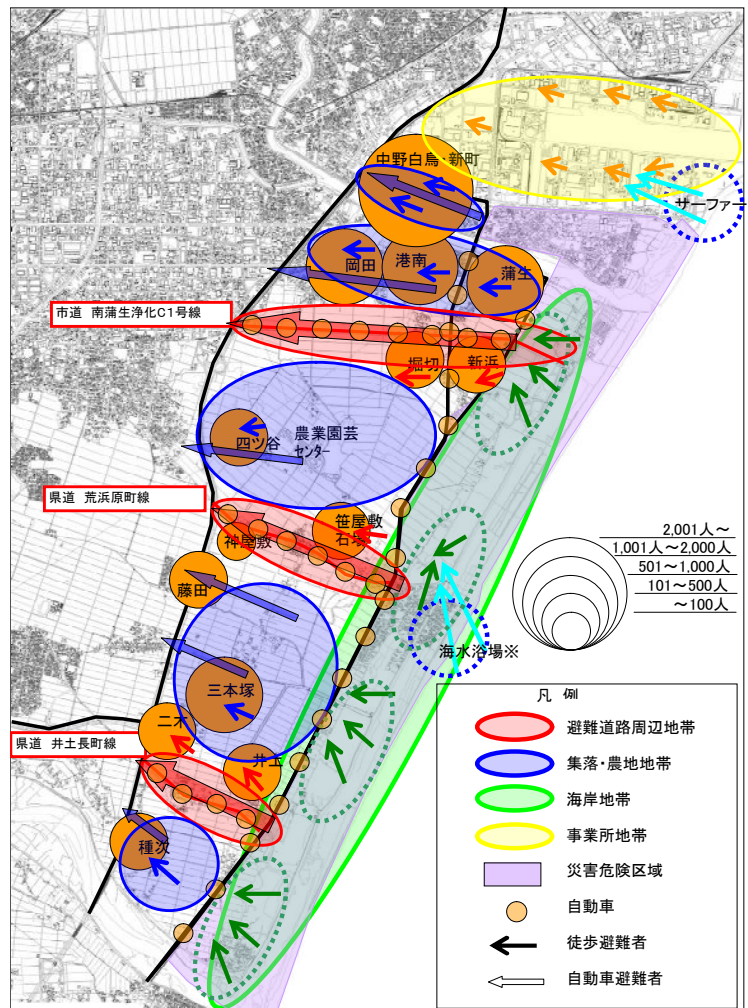 中野白鳥・新町
サーファー
岡田
港南
蒲生
市道 南蒲生浄化C1号線
堀切
新浜
四ツ谷
農業園芸
センター
県道 荒浜原町線
笹屋敷
石場
神屋敷
藤田
2,001人～
1,001人～2,000人
501～1,000人
101～500人
～100人
海水浴場※
三本塚
二木
県道 井土長町線
井土
種次
凡 例
避難道路周辺地帯
集落・農地地帯
海岸地帯
事業所地帯
災害危険区域
自動車
徒歩避難者
自動車避難者